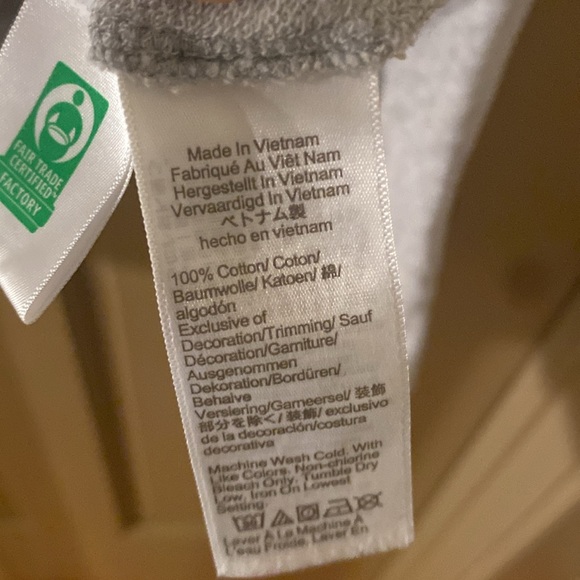 FAIR TRADE
CERTIFIED
FACTORY
Made In Vietnam
Fabriqué Au Viêt Nam
Hergestellt In Vietnam
Vervaardigd In Vietnam
ベトナム製
hecho en vietnam
100% Cotton/ Coton/
Baumwolle/ Katoen/ 綿/
algodón
Exclusive of
Decoration/Trimming/ Sauf
Décoration/Garniture/
Ausgenommen
Dekoration/Bordüren/
Behalve
Versiering/Gameersel/ 装飾
部分を除く/ 装飾/ exclusivo
de la decoración/costura
decorativa
Machine Wash Cold. With
Like Colors. Non-chlorine
Bleach Only. Tumble Dry
Low. Iron On Lowest
Setting.
Laver À La Machine À
L'eau Froide. Laver En